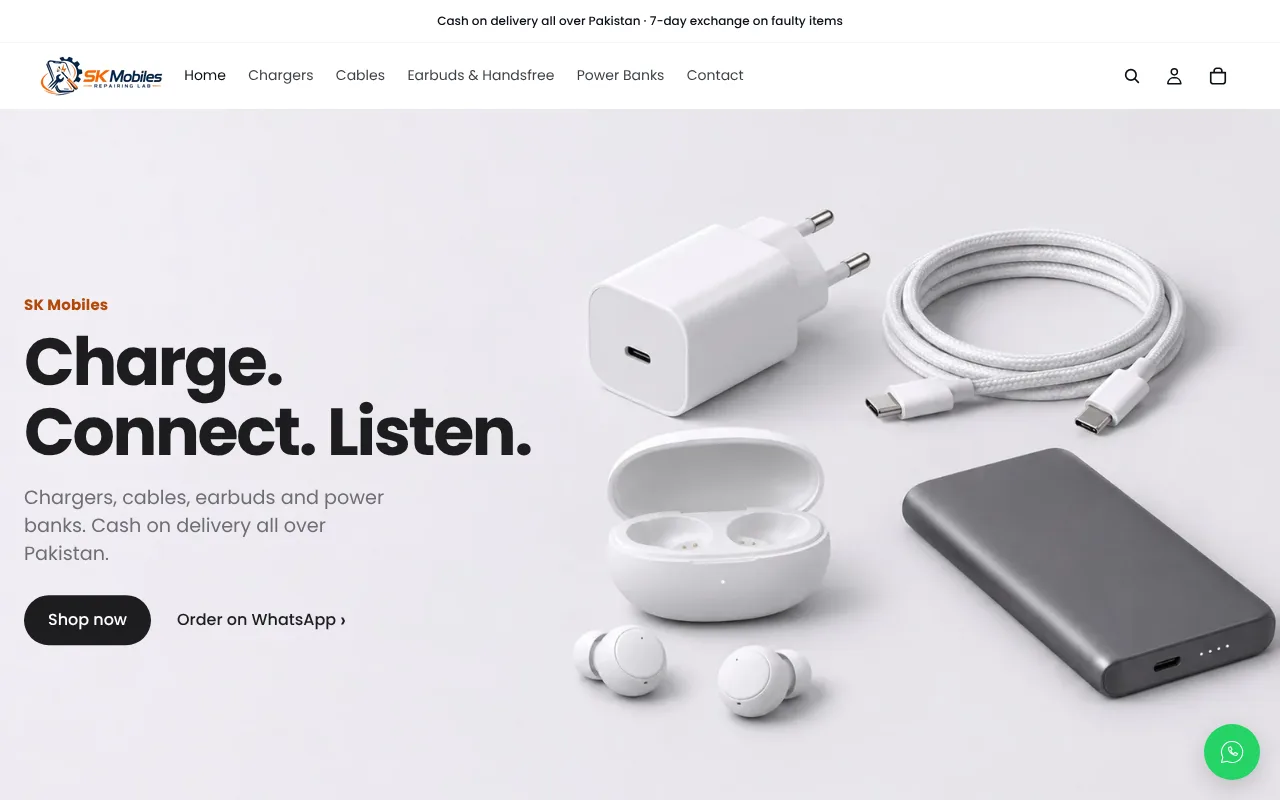 Cash on delivery all over Pakistan · 7-day exchange on faulty items
SK Mobiles
REPAIRING LAB
Home
Chargers
Cables
Earbuds & Handsfree
Power Banks
Contact
SK Mobiles
Charge.
Connect. Listen.
Chargers, cables, earbuds and power
banks. Cash on delivery all over
Pakistan.
Shop now
Order on WhatsApp ›